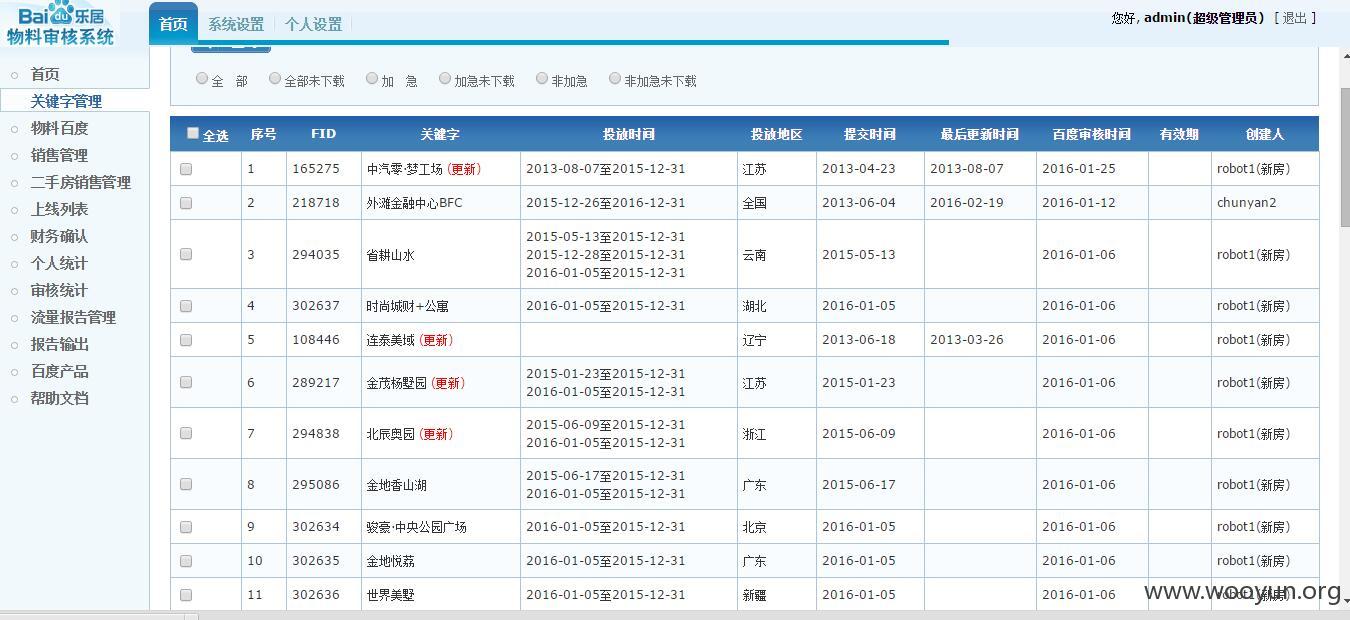 Bai du 乐居
物料审核系统
首页 系统设置 个人设置
您好, admin(超级管理员) [ 退出 ]
首页
关键字管理
物料百度
销售管理
二手房销售管理
上线列表
财务确认
个人统计
审核统计
流量报告管理
报告输出
百度产品
帮助文档
全 部 全部未下载 加 急 加急未下载 非加急 非加急未下载
全选 序号 FID 关键字 投放时间 投放地区 提交时间 最后更新时间 百度审核时间 有效期 创建人
1 165275 中汽零·梦工场 (更新) 2013-08-07至2015-12-31 江苏 2013-04-23 2013-08-07 2016-01-25 robot1(新房)
2 218718 外滩金融中心BFC 2015-12-26至2016-12-31 全国 2013-06-04 2016-02-19 2016-01-12 chunyan2
2015-05-13至2015-12-31
3 294035 省耕山水 2015-12-28至2015-12-31 云南 2015-05-13 2016-01-06 robot1(新房)
2016-01-05至2015-12-31
4 302637 时尚城财+公寓 2016-01-05至2015-12-31 湖北 2016-01-05 2016-01-06 robot1(新房)
5 108446 连泰美域 (更新) 辽宁 2013-06-18 2013-03-26 2016-01-06 robot1(新房)
2015-01-23至2015-12-31
6 289217 金茂杨墅园 (更新) 江苏 2015-01-23 2016-01-06 robot1(新房)
2016-01-05至2015-12-31
2015-06-09至2015-12-31
7 294838 北辰奥园 (更新) 浙江 2015-06-09 2016-01-06 robot1(新房)
2016-01-05至2015-12-31
2015-06-17至2015-12-31
8 295086 金地香山湖 广东 2015-06-17 2016-01-06 robot1(新房)
2016-01-05至2015-12-31
9 302634 骏豪·中央公园广场 2016-01-05至2015-12-31 北京 2016-01-05 2016-01-06 robot1(新房)
10 302635 金地悦荔 2016-01-05至2015-12-31 广东 2016-01-05 2016-01-06 robot1(新房)
11 302636 世界美墅 2016-01-05至2015-12-31 新疆 2016-01-05 2016-01-06 robot1(新房)
www.wooyun.org